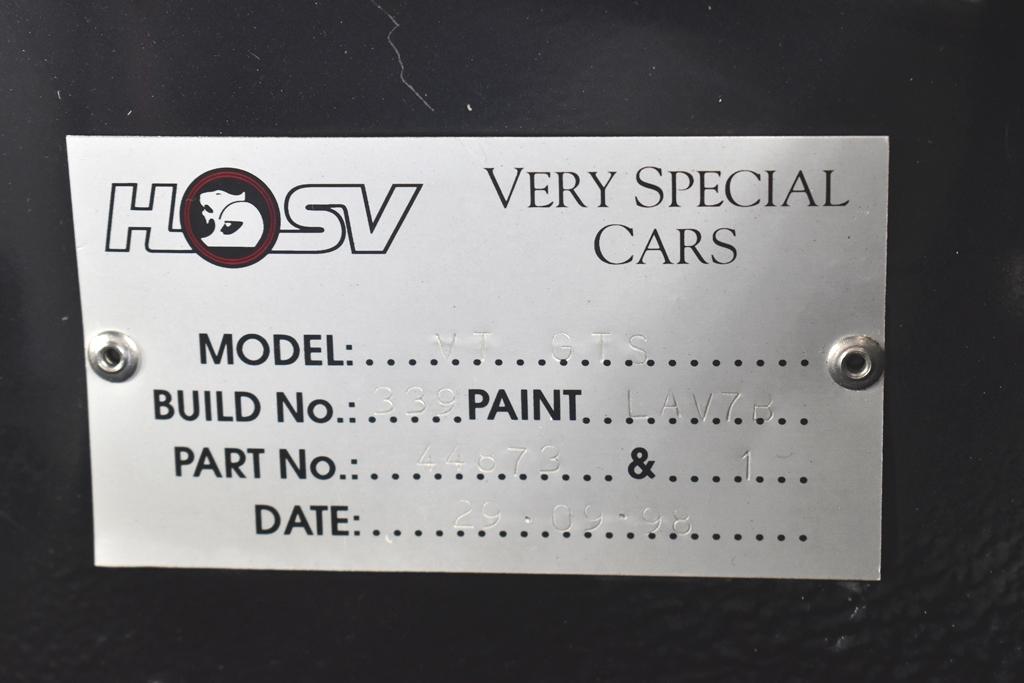 HSV
VERY SPECIAL
CARS
MODEL:....VT..GTS..........
BUILD No.: 339 PAINT..LAV7B..
PART No.:...44673.... & ....1....
DATE:.....29.09.98........